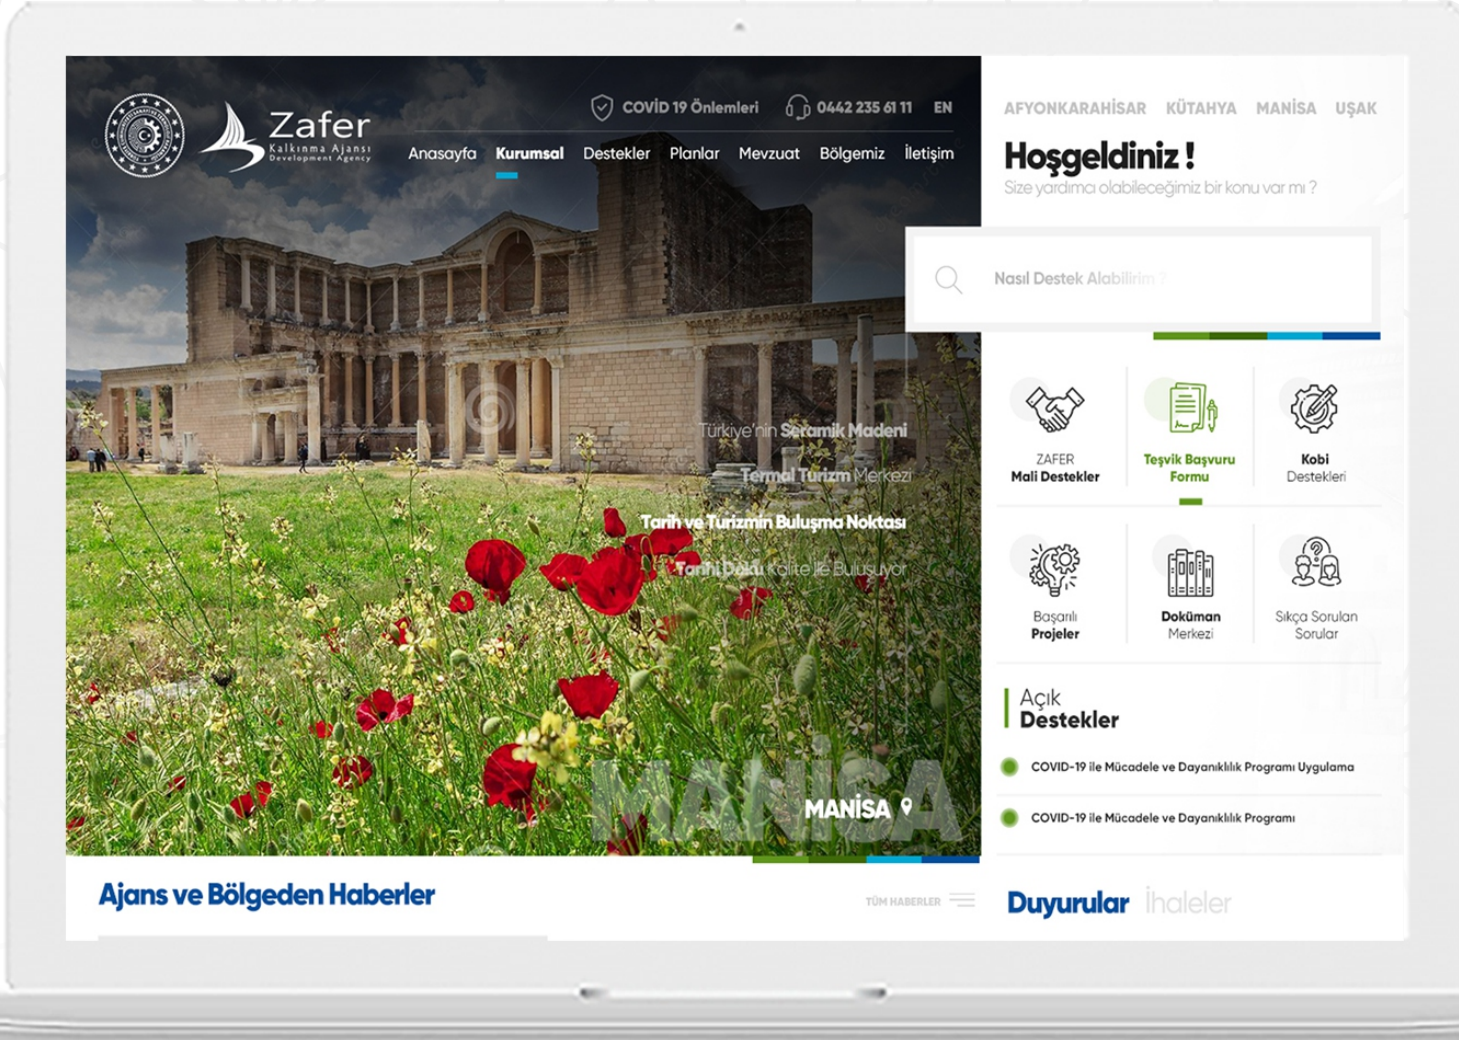 COVİD 19 Önlemleri 0442 235 61 11 EN
Zafer
Kalkınma Ajansı
Development Agency
Anasayfa Kurumsal Destekler Planlar Mevzuat Bölgemiz İletişim
AFYONKARAHİSAR KÜTAHYA MANİSA UŞAK
Hoşgeldiniz !
Size yardımcı olabileceğimiz bir konu var mı ?
Nasıl Destek Alabilirim ?
Türkiye'nin Seramik Madeni
Termal Turizm Merkezi
Tarih ve Turizmin Buluşma Noktası
Tarihi Doku Kalite ile Buluşuyor
MANİSA
MANİSA
ZAFER
Mali Destekler
Teşvik Başvuru
Formu
Kobi
Destekleri
Başarılı
Projeler
Doküman
Merkezi
Sıkça Sorulan
Sorular
Açık
Destekler
COVID-19 ile Mücadele ve Dayanıklılık Programı Uygulama
COVID-19 ile Mücadele ve Dayanıklılık Programı
Ajans ve Bölgeden Haberler
TÜM HABERLER
Duyurular İhaleler